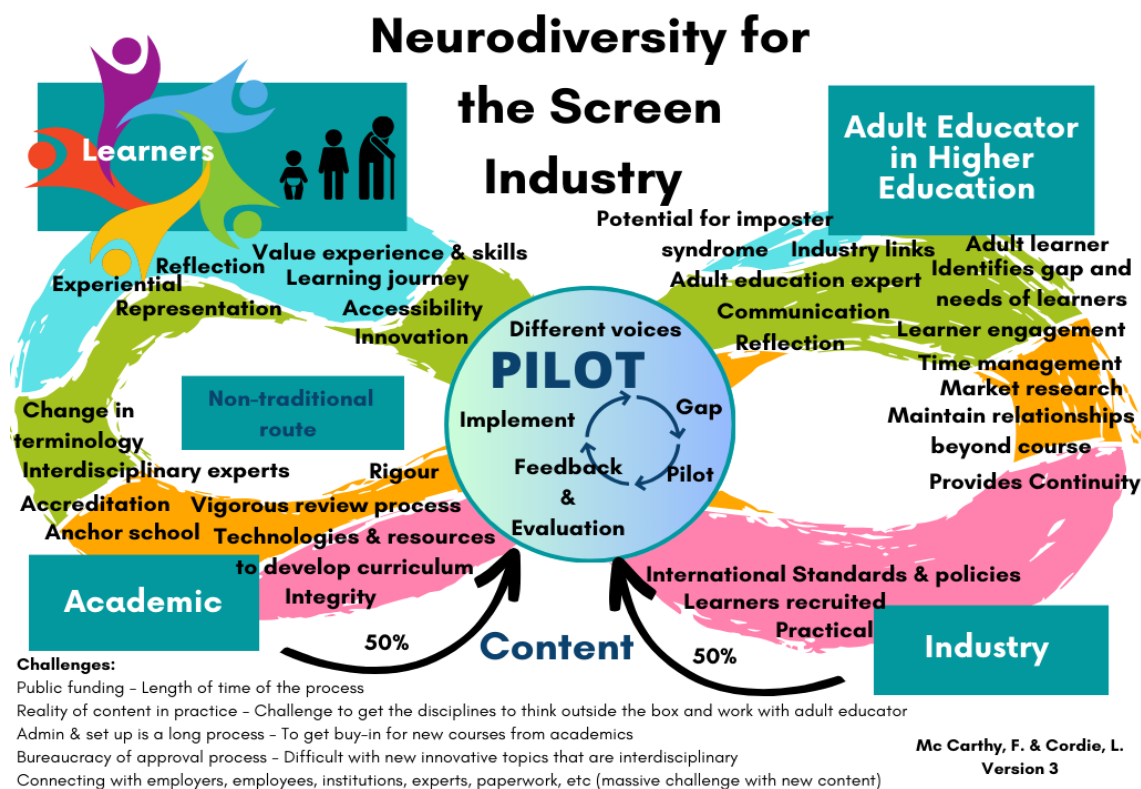 Neurodiversity for
the Screen
Industry
Learners
Adult Educator
in Higher
Education
Experiential
Reflection
Representation
Value experience & skills
Learning journey
Accessibility
Innovation
Potential for imposter
syndrome
Industry links
Adult education expert
Communication
Reflection
Adult learner
Identifies gap and
needs of learners
Learner engagement
Time management
Market research
Maintain relationships
beyond course
Provides Continuity
Non-traditional
route
Different voices
PILOT
Implement
Gap
Feedback
&
Evaluation
Pilot
Change in
terminology
Interdisciplinary experts
Rigour
Accreditation
Vigorous review process
Anchor school
Technologies & resources
to develop curriculum
Integrity
Academic
International Standards & policies
Learners recruited
Practical
Industry
50%
Content
50%
Challenges:
Public funding – Length of time of the process
Reality of content in practice – Challenge to get the disciplines to think outside the box and work with adult educator
Admin & set up is a long process – To get buy-in for new courses from academics
Bureaucracy of approval process – Difficult with new innovative topics that are interdisciplinary
Connecting with employers, employees, institutions, experts, paperwork, etc (massive challenge with new content)
Mc Carthy, F. & Cordie, L.
Version 3